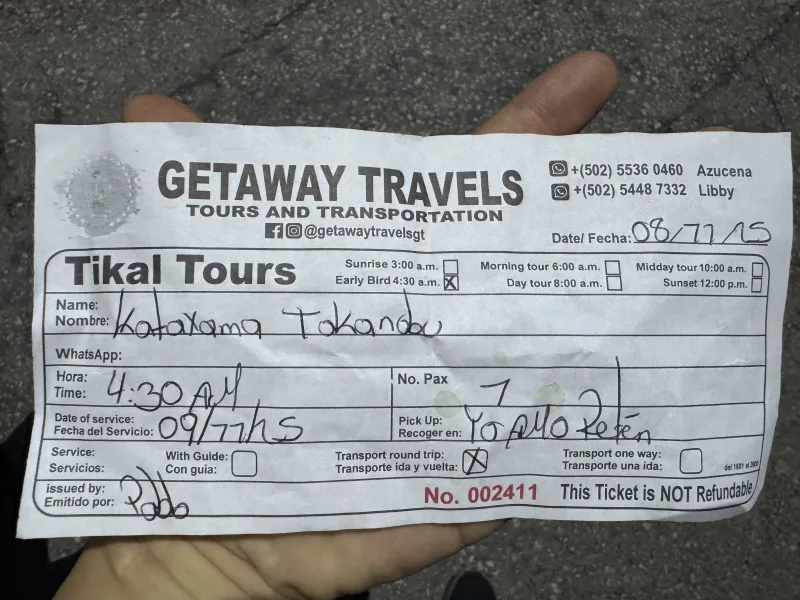 GETAWAY TRAVELS
TOURS AND TRANSPORTATION
@getawaytravelsgt
+(502) 5536 0460 Azucena
+(502) 5448 7332 Libby
Date/ Fecha: 08/11/25
Tikal Tours
Sunrise 3:00 a.m. Morning tour 6:00 a.m. Midday tour 10:00 a.m.
Early Bird 4:30 a.m. X Day tour 8:00 a.m. Sunset 12:00 p.m.
Name:
Nombre: Katayama Takanobu
WhatsApp:
Hora:
Time: 4:30 AM
No. Pax 1
Date of service:
Fecha del Servicio: 09/11/25
Pick Up:
Recoger en: Yo AMO Petén
Service: With Guide: Transport round trip: X Transport one way:
Servicios: Con guía: Transporte ida y vuelta: Transporte una ida:
issued by:
Emitido por: Pablo
No. 002411 This Ticket is NOT Refundable